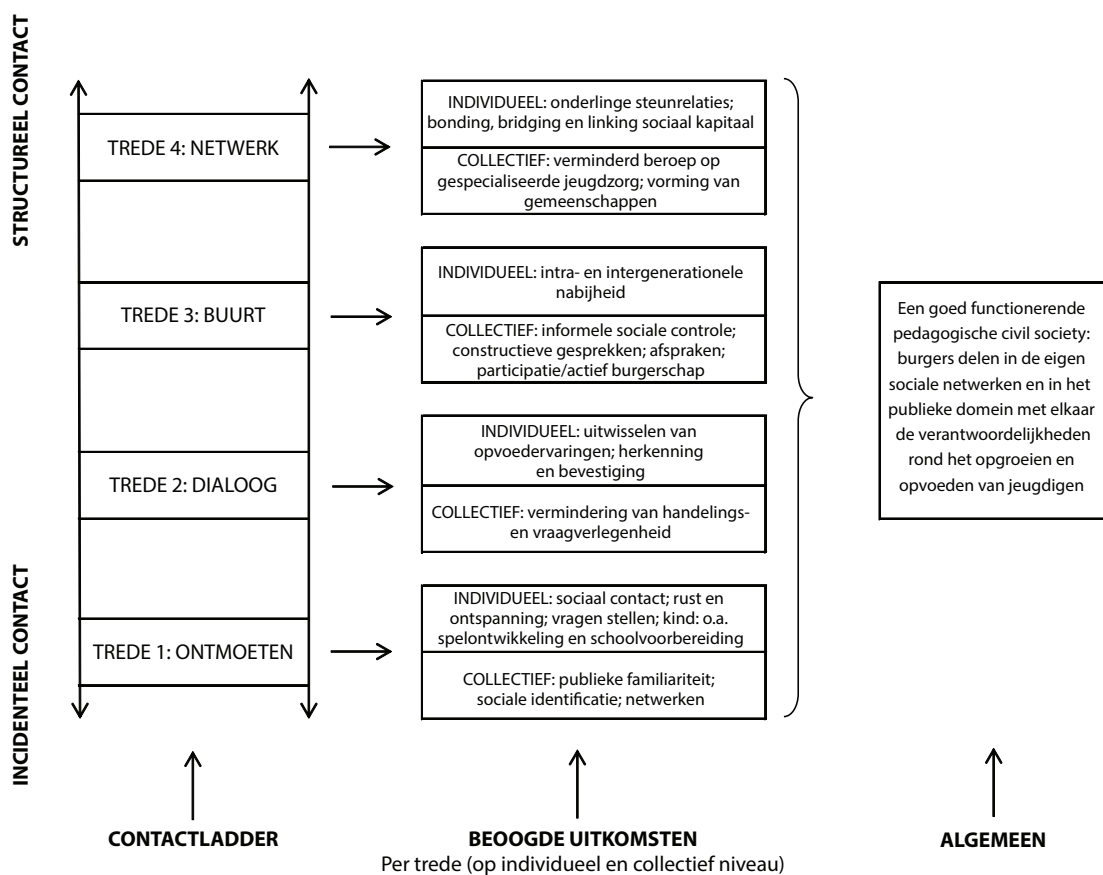 STRUCTUREEL CONTACT
INCIDENTEEL CONTACT
TREDE 4: NETWERK
INDIVIDUEEL: onderlinge steunrelaties;
bonding, bridging en linking sociaal kapitaal
COLLECTIEF: verminderd beroep op
gespecialiseerde jeugdzorg; vorming van
gemeenschappen
TREDE 3: BUURT
INDIVIDUEEL: intra- en intergenerationele
nabijheid
COLLECTIEF: informele sociale controle;
constructieve gesprekken; afspraken;
participatie/actief burgerschap
TREDE 2: DIALOOG
INDIVIDUEEL: uitwisselen van
opvoedervaringen; herkenning
en bevestiging
COLLECTIEF: vermindering van handelings-
en vraagverlegenheid
TREDE 1: ONTMOETEN
INDIVIDUEEL: sociaal contact; rust en
ontspanning; vragen stellen; kind: o.a.
spelontwikkeling en schoolvoorbereiding
COLLECTIEF: publieke familiariteit;
sociale identificatie; netwerken
Een goed functionerende
pedagogische civil society:
burgers delen in de eigen
sociale netwerken en in het
publieke domein met elkaar
de verantwoordelijkheden
rond het opgroeien en
opvoeden van jeugdigen
CONTACTLADDER
BEOOGDE UITKOMSTEN
Per trede (op individueel en collectief niveau)
ALGEMEEN